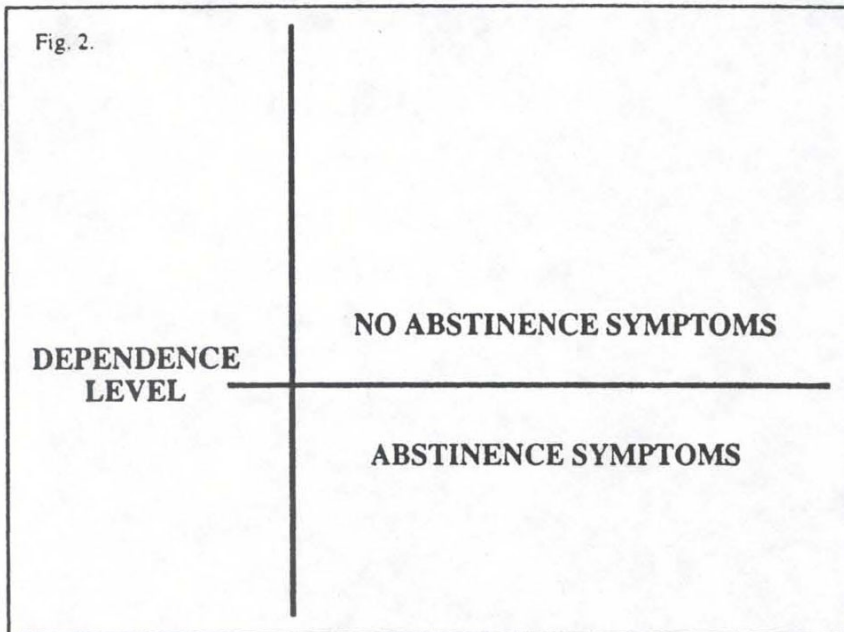 Fig. 2.
NO ABSTINENCE SYMPTOMS
DEPENDENCE
LEVEL
ABSTINENCE SYMPTOMS